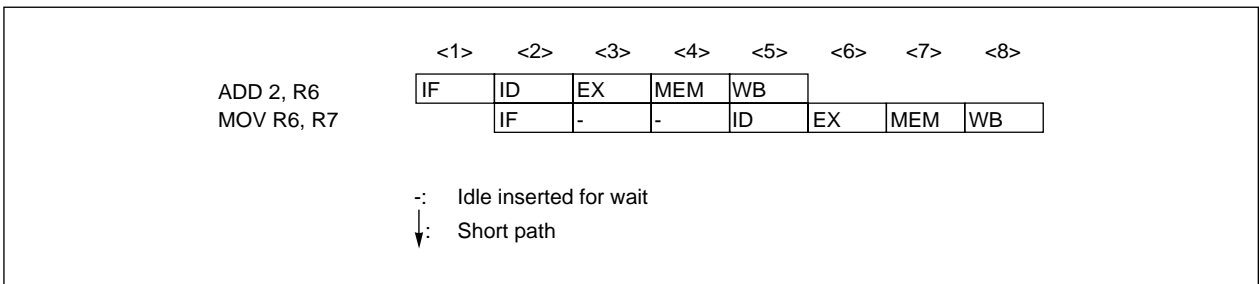 <1> <2> <3> <4> <5> <6> <7> <8>
ADD 2, R6 IF ID EX MEM WB
MOV R6, R7 IF - - ID EX MEM WB
-: Idle inserted for wait
: Short path